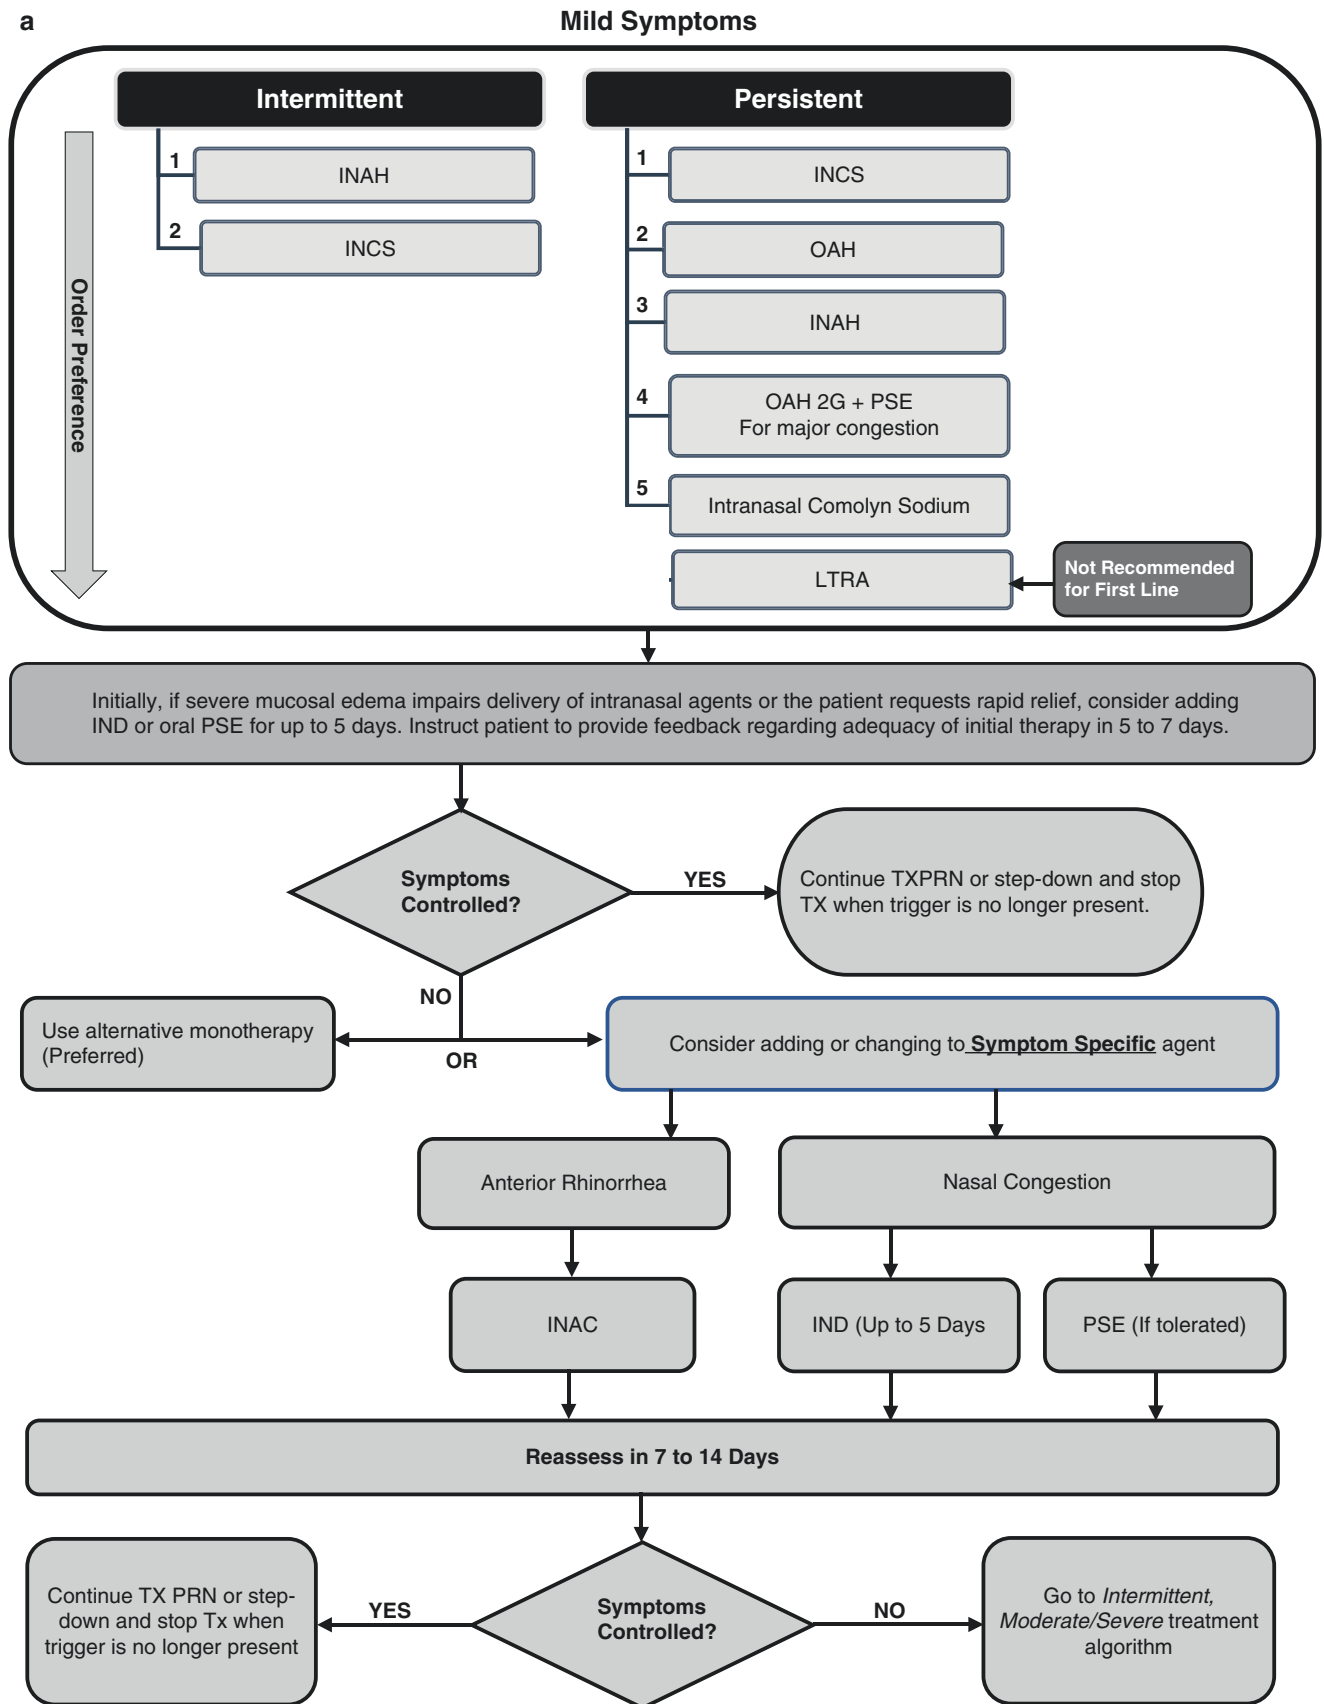 a
Mild Symptoms
Intermittent
Persistent
Order Preference
1
INAH
2
INCS
1
INCS
2
OAH
3
INAH
4
OAH 2G + PSE
For major congestion
5
Intranasal Comolyn Sodium
LTRA
Not Recommended
for First Line
Initially, if severe mucosal edema impairs delivery of intranasal agents or the patient requests rapid relief, consider adding
IND or oral PSE for up to 5 days. Instruct patient to provide feedback regarding adequacy of initial therapy in 5 to 7 days.
Symptoms
Controlled?
YES
Continue TXPRN or step-down and stop
TX when trigger is no longer present.
NO
Use alternative monotherapy
(Preferred)
OR
Consider adding or changing to Symptom Specific agent
Anterior Rhinorrhea
Nasal Congestion
INAC
IND (Up to 5 Days
PSE (If tolerated)
Reassess in 7 to 14 Days
Continue TX PRN or step-
down and stop Tx when
trigger is no longer present
YES
Symptoms
Controlled?
NO
Go to Intermittent,
Moderate/Severe treatment
algorithm